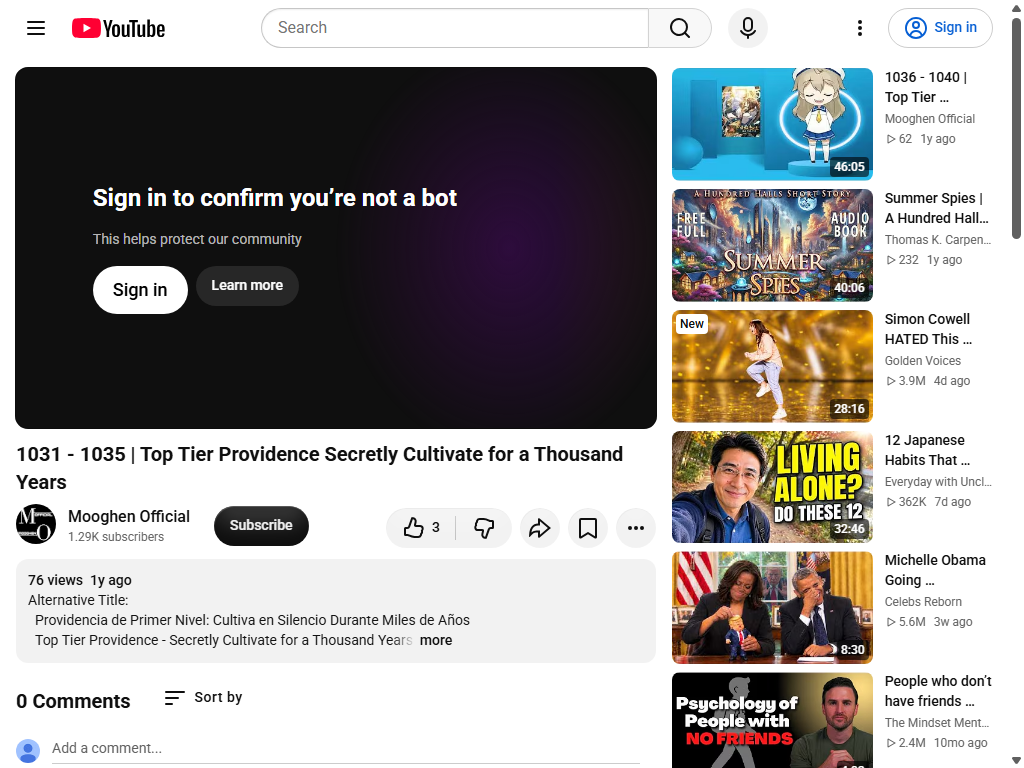 YouTube
Search
Sign in
Sign in to confirm you’re not a bot
This helps protect our community
Sign in
Learn more
1031 - 1035 | Top Tier Providence Secretly Cultivate for a Thousand
Years
Mooghen Official
1.29K subscribers
Subscribe
3
76 views 1y ago
Alternative Title:
Providencia de Primer Nivel: Cultiva en Silencio Durante Miles de Años
Top Tier Providence - Secretly Cultivate for a Thousand Years more
0 Comments
Sort by
Add a comment...
46:05
1036 - 1040 |
Top Tier ...
Mooghen Official
62 1y ago
A HUNDRED HALLS SHORT STORY
FREE
FULL
AUDIO
BOOK
SUMMER
SPIES
40:06
Summer Spies |
A Hundred Hall...
Thomas K. Carpen...
232 1y ago
New
28:16
Simon Cowell
HATED This ...
Golden Voices
3.9M 4d ago
LIVING
ALONE?
DO THESE 12
32:46
12 Japanese
Habits That ...
Everyday with Uncl...
362K 7d ago
8:30
Michelle Obama
Going ...
Celebs Reborn
5.6M 3w ago
Psychology of
People with
NO FRIENDS
People who don’t
have friends ...
The Mindset Ment...
2.4M 10mo ago